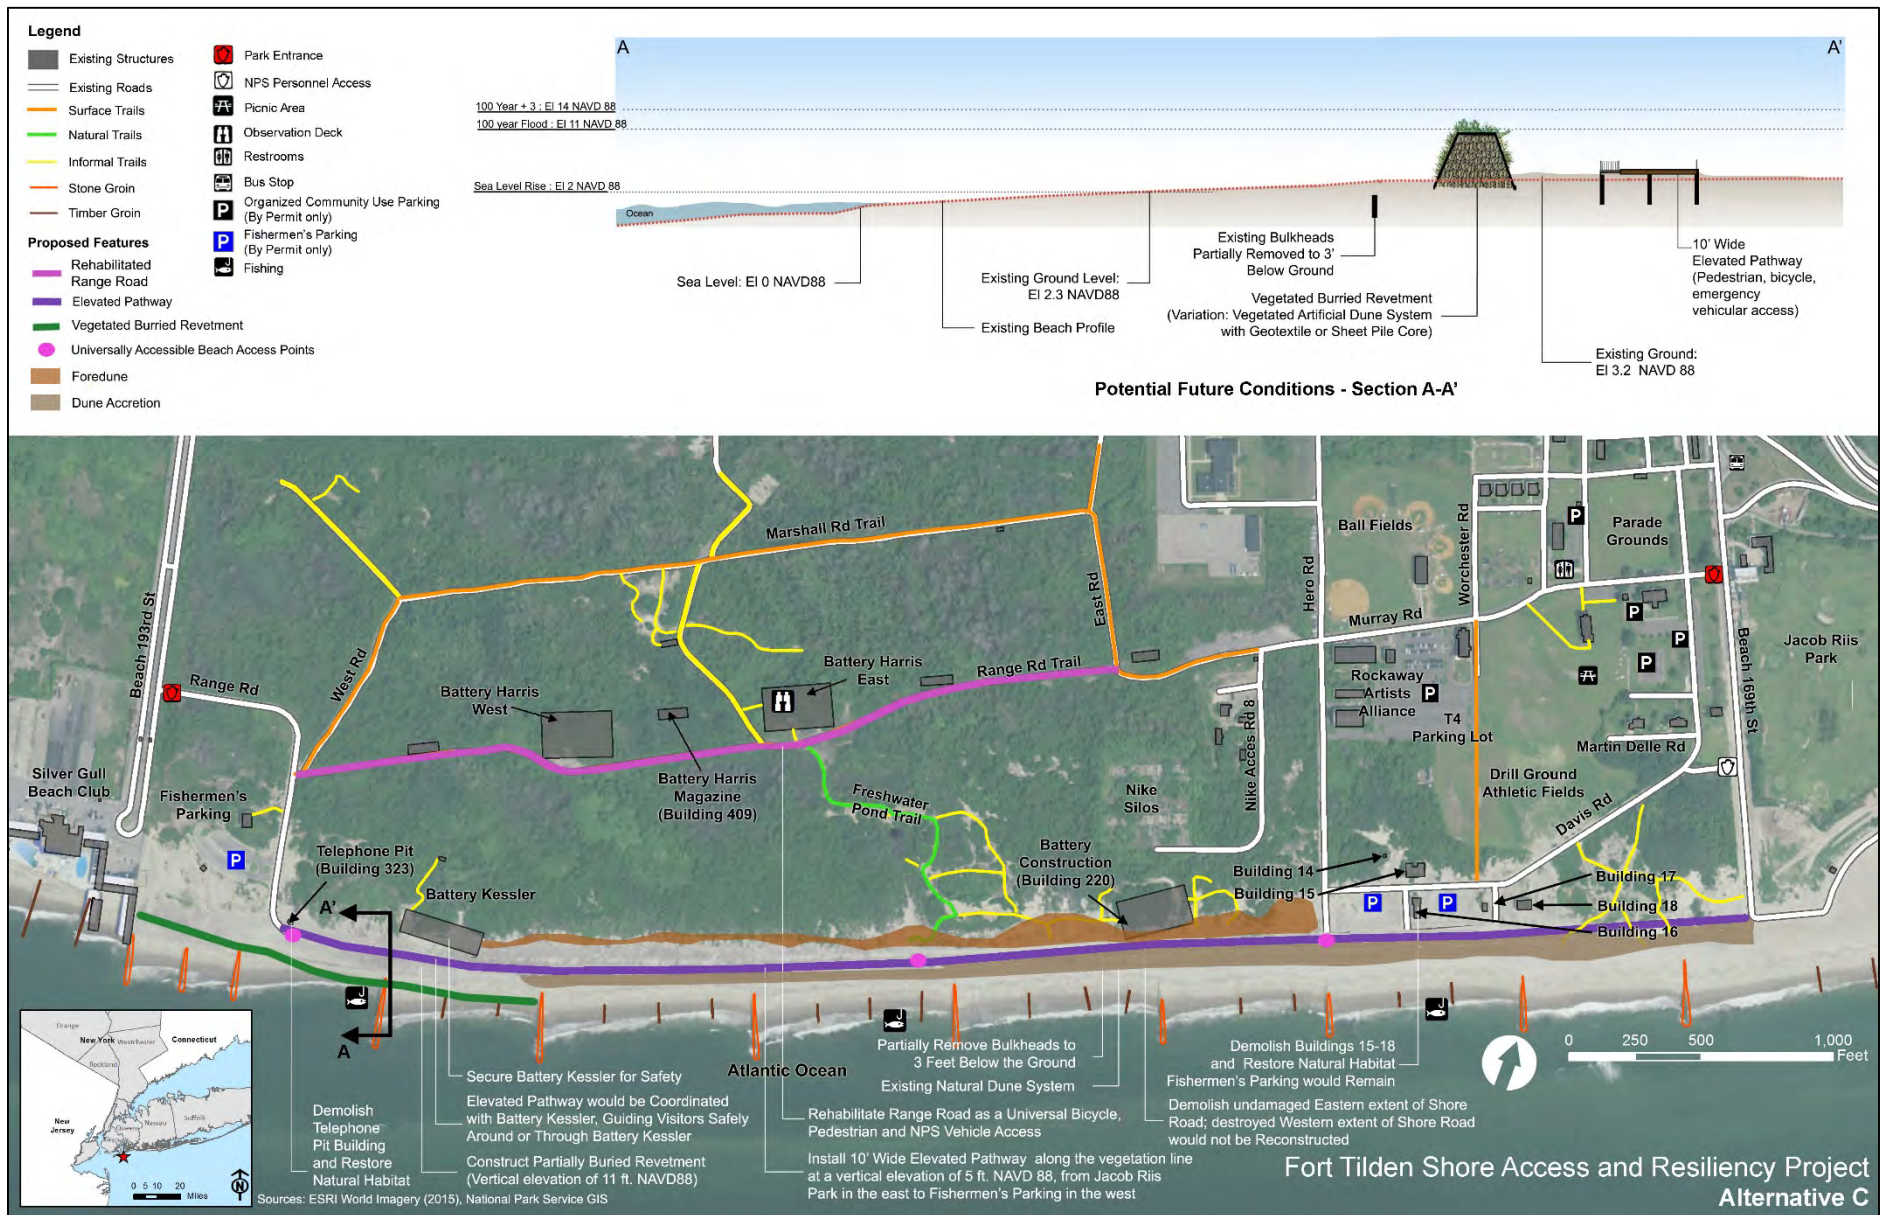 Legend
Existing Structures
Existing Roads
Surface Trails
Natural Trails
Informal Trails
Stone Groin
Timber Groin
Proposed Features
Rehabilitated
Range Road
Elevated Pathway
Vegetated Burried Revetment
Universally Accessible Beach Access Points
Foredune
Dune Accretion
Park Entrance
NPS Personnel Access
Picnic Area
Observation Deck
Restrooms
Bus Stop
P
Organized Community Use Parking
(By Permit only)
P
Fishermen's Parking
(By Permit only)
Fishing
A
A'
100 Year + 3 : El 14 NAVD 88
100 year Flood : El 11 NAVD 88
Sea Level Rise : El 2 NAVD 88
Ocean
Sea Level: El 0 NAVD88
Existing Beach Profile
Existing Ground Level:
El 2.3 NAVD88
Existing Bulkheads
Partially Removed to 3'
Below Ground
Vegetated Burried Revetment
(Variation: Vegetated Artificial Dune System
with Geotextile or Sheet Pile Core)
10' Wide
Elevated Pathway
(Pedestrian, bicycle,
emergency
vehicular access)
Existing Ground:
El 3.2 NAVD 88
Potential Future Conditions - Section A-A'
Marshall Rd Trail
Ball Fields
Worchester Rd
P
Parade
Grounds
Hero Rd
East Rd
Murray Rd
P
P
P
Beach 193rd St
Beach 169th St
Jacob Riis
Park
West Rd
Range Rd
Range Rd Trail
Battery Harris
East
Battery Harris
West
Rockaway
Artists
Alliance
P
T4
Parking Lot
Nike Acces Rd 8
Martin Delle Rd
Silver Gull
Beach Club
Fishermen's
Parking
P
Battery Harris
Magazine
(Building 409)
Freshwater
Pond Trail
Nike
Silos
Drill Ground
Athletic Fields
Davis Rd
Telephone Pit
(Building 323)
Battery Kessler
Battery
Construction
(Building 220)
Building 14
Building 15
P
P
Building 17
Building 18
Building 16
A'
A
Atlantic Ocean
Orange
New York
Westchester
Connecticut
Rockland
New
Jersey
Queens
Nassau
Suffolk
0 5 10 20
Miles
N
Demolish
Telephone
Pit Building
and Restore
Natural Habitat
Secure Battery Kessler for Safety
Elevated Pathway would be Coordinated
with Battery Kessler, Guiding Visitors Safely
Around or Through Battery Kessler
Construct Partially Buried Revetment
(Vertical elevation of 11 ft. NAVD88)
Partially Remove Bulkheads to
3 Feet Below the Ground
Existing Natural Dune System
Rehabilitate Range Road as a Universal Bicycle,
Pedestrian and NPS Vehicle Access
Install 10' Wide Elevated Pathway along the vegetation line
at a vertical elevation of 5 ft. NAVD 88, from Jacob Riis
Park in the east to Fishermen's Parking in the west
Demolish Buildings 15-18
and Restore Natural Habitat
Fishermen's Parking would Remain
Demolish undamaged Eastern extent of Shore
Road; destroyed Western extent of Shore Road
would not be Reconstructed
0 250 500 1,000
Feet
Sources: ESRI World Imagery (2015), National Park Service GIS
Fort Tilden Shore Access and Resiliency Project
Alternative C